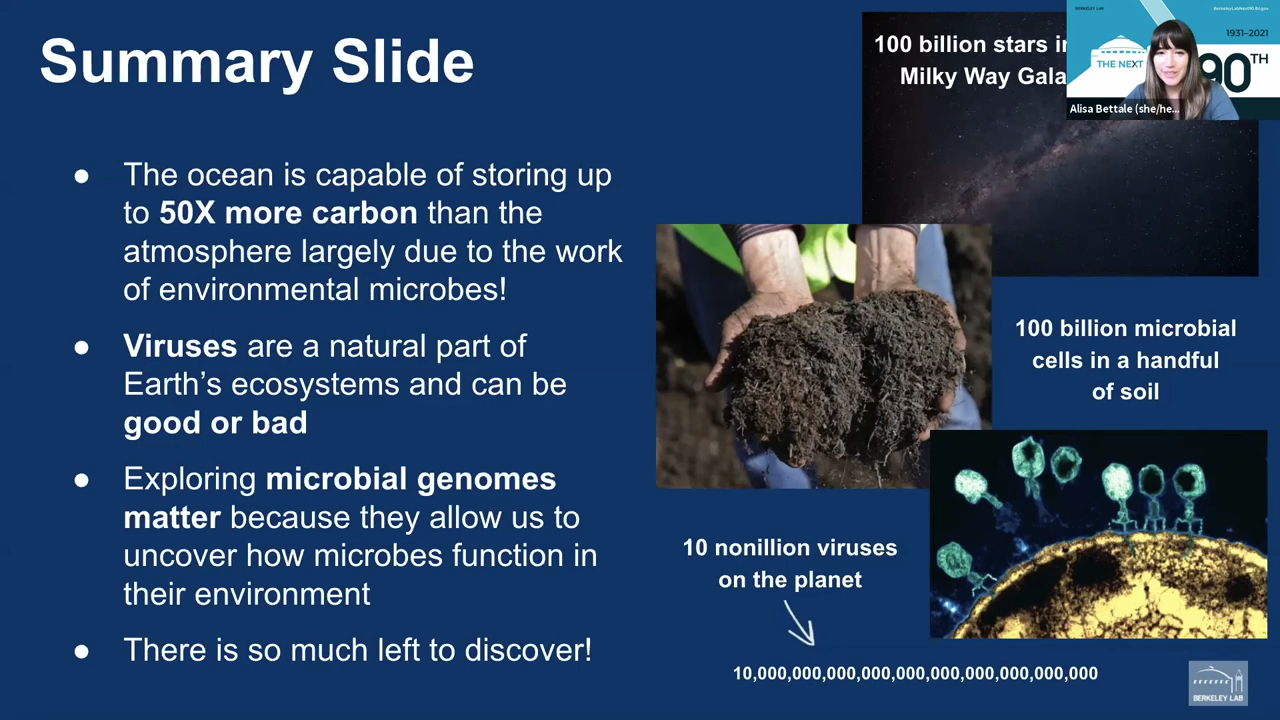 Summary Slide
● The ocean is capable of storing up
to 50X more carbon than the
atmosphere largely due to the work
of environmental microbes!
● Viruses are a natural part of
Earth's ecosystems and can be
good or bad
● Exploring microbial genomes
matter because they allow us to
uncover how microbes function in
their environment
● There is so much left to discover!
100 billion stars in
Milky Way Gala
BERKELEY LAB
BerkeleyLabNext90.lbl.gov
1931–2021
THE NEXT
90TH
Alisa Bettale (she/he...
100 billion microbial
cells in a handful
of soil
10 nonillion viruses
on the planet
10,000,000,000,000,000,000,000,000,000,000
BERKELEY LAB